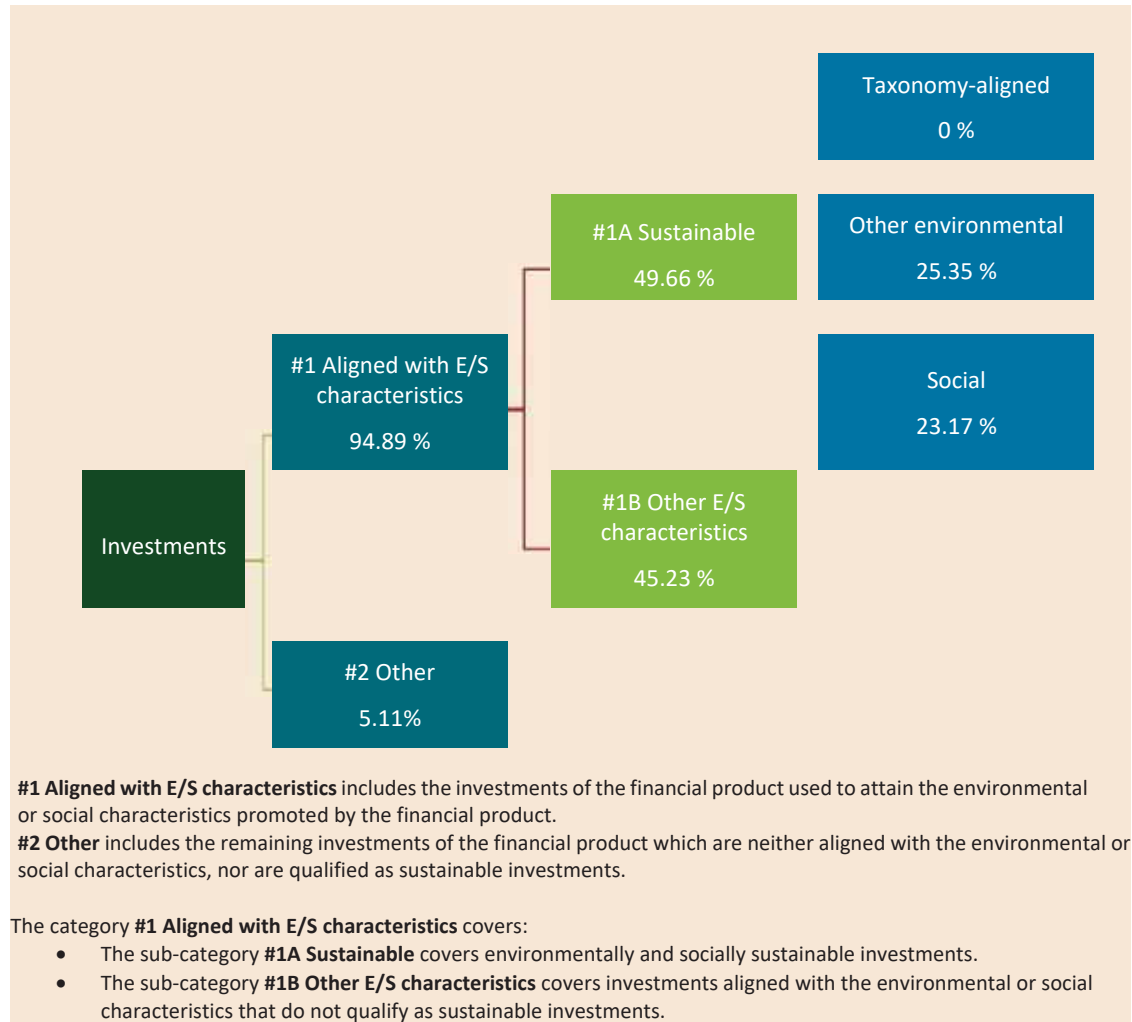 Taxonomy-aligned
0 %
#1A Sustainable
49.66 %
Other environmental
25.35 %
#1 Aligned with E/S
characteristics
94.89 %
Social
23.17 %
Investments
#1B Other E/S
characteristics
45.23 %
#2 Other
5.11%
#1 Aligned with E/S characteristics includes the investments of the financial product used to attain the environmental
or social characteristics promoted by the financial product.
#2 Other includes the remaining investments of the financial product which are neither aligned with the environmental or
social characteristics, nor are qualified as sustainable investments.
The category #1 Aligned with E/S characteristics covers:
• The sub-category #1A Sustainable covers environmentally and socially sustainable investments.
• The sub-category #1B Other E/S characteristics covers investments aligned with the environmental or social
characteristics that do not qualify as sustainable investments.